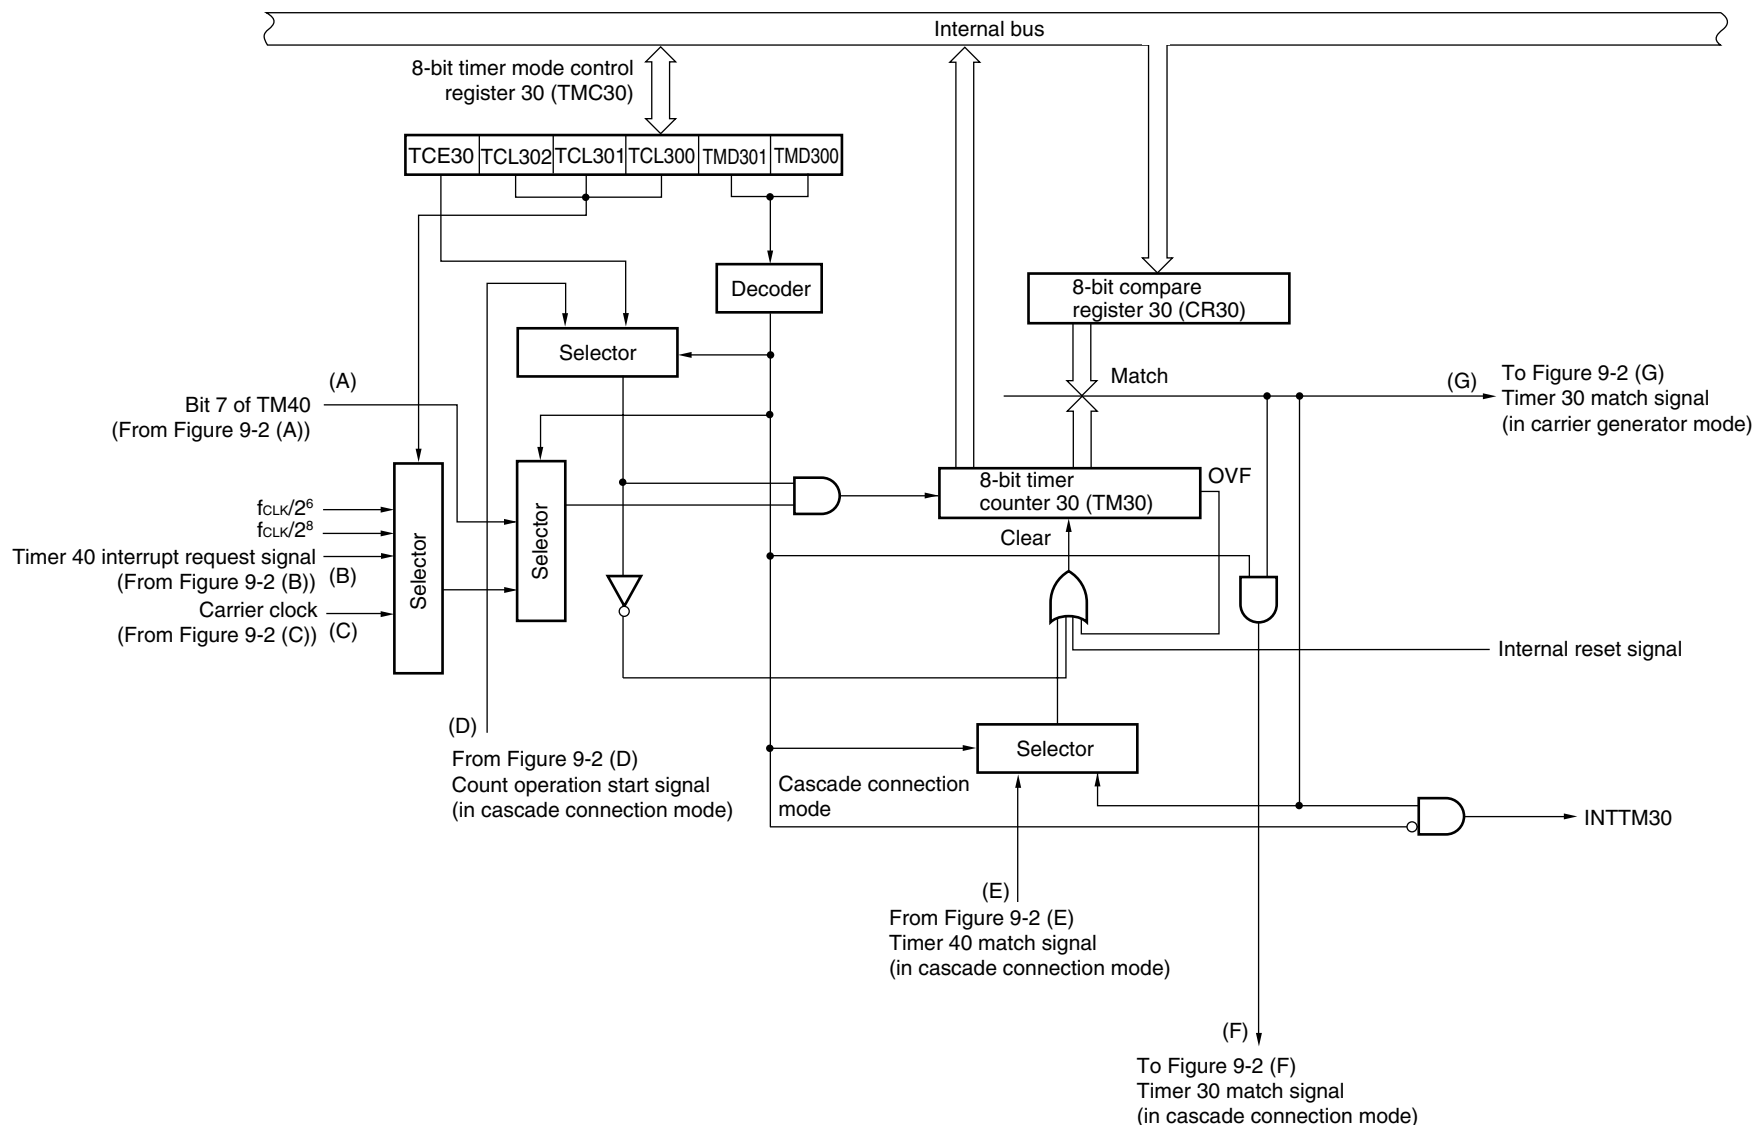 Internal bus
8-bit timer mode control
register 30 (TMC30)
TCE30 TCL302 TCL301 TCL300 TMD301 TMD300
Decoder
8-bit compare
register 30 (CR30)
Selector
Match
(G)
To Figure 9-2 (G)
Timer 30 match signal
(in carrier generator mode)
(A)
Bit 7 of TM40
(From Figure 9-2 (A))
8-bit timer
counter 30 (TM30)
OVF
Clear
fCLK/2⁶
fCLK/2⁸
Timer 40 interrupt request signal
(From Figure 9-2 (B))
(B)
Carrier clock
(From Figure 9-2 (C))
(C)
Selector
Selector
Internal reset signal
(D)
From Figure 9-2 (D)
Count operation start signal
(in cascade connection mode)
Selector
Cascade connection
mode
INTTM30
(E)
From Figure 9-2 (E)
Timer 40 match signal
(in cascade connection mode)
(F)
To Figure 9-2 (F)
Timer 30 match signal
(in cascade connection mode)